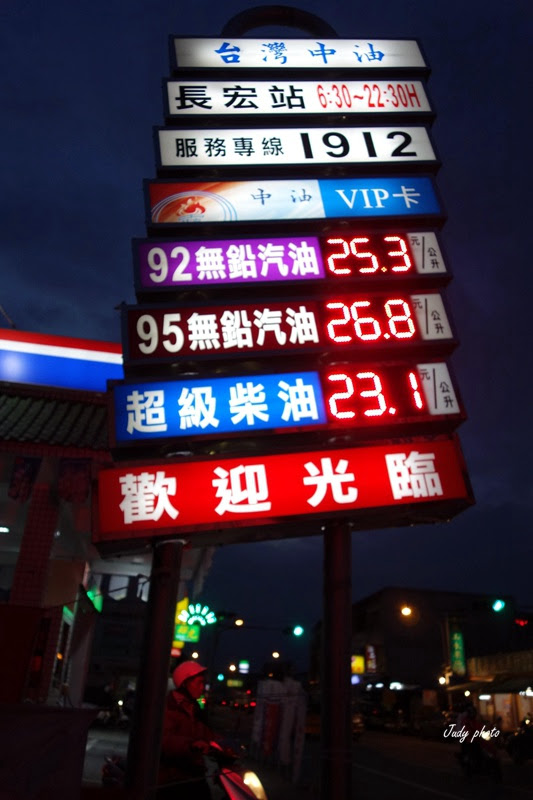 台灣中油
長宏站 6:30~22:30H
服務專線 1912
中油 VIP卡
92無鉛汽油 25.3 元/公升
95無鉛汽油 26.8 元/公升
超級柴油 23.1 元/公升
歡迎光臨
Judy photo